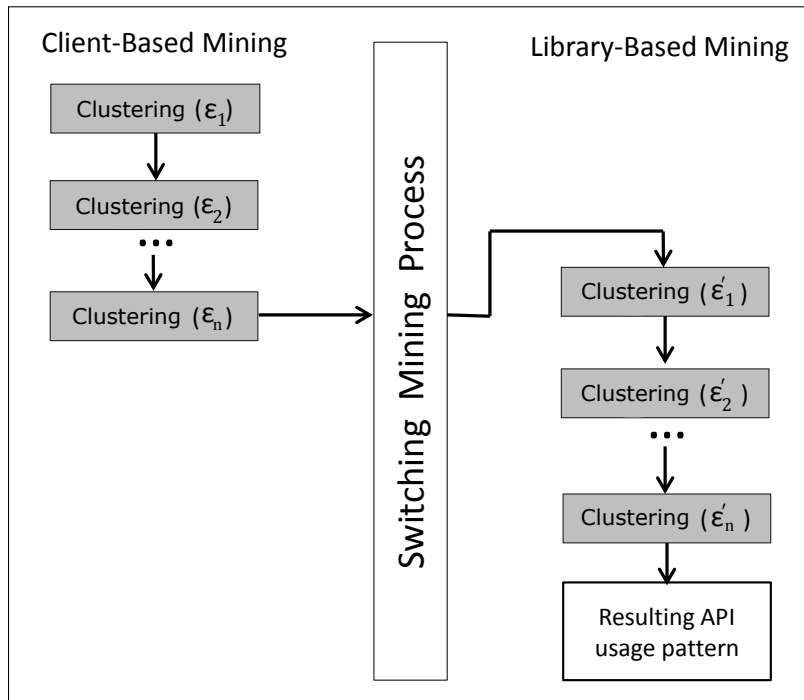 Client-Based Mining
Clustering (ε₁)
Clustering (ε₂)
...
Clustering (εₙ)
Switching Mining Process
Library-Based Mining
Clustering (ε′₁)
Clustering (ε′₂)
...
Clustering (ε′ₙ)
Resulting API
usage pattern